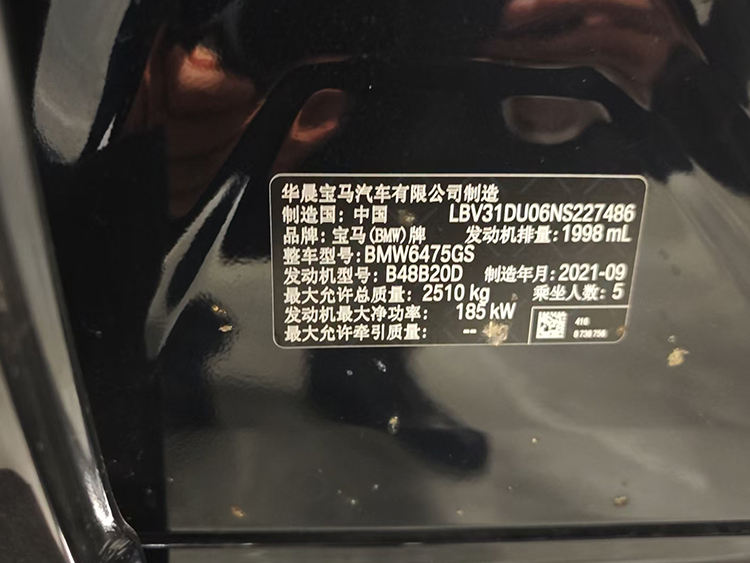 华晨宝马汽车有限公司制造
制造国：中国 LBV31DU06NS227486
品牌：宝马(BMW)牌 发动机排量：1998 mL
整车型号：BMW6475GS
发动机型号：B48B20D 制造年月：2021-09
最大允许总质量：2510 kg 乘坐人数：5
发动机最大净功率：185 kW
最大允许牵引质量：--
416
0738756